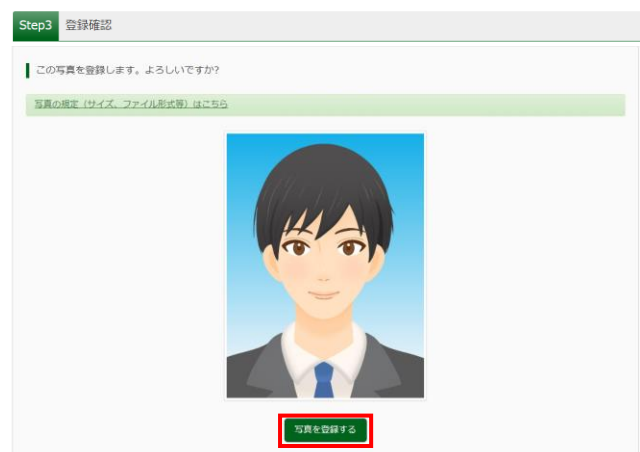 Step3 登録確認
この写真を登録します。よろしいですか?
写真の規定（サイズ、ファイル形式等）はこちら
写真を登録する